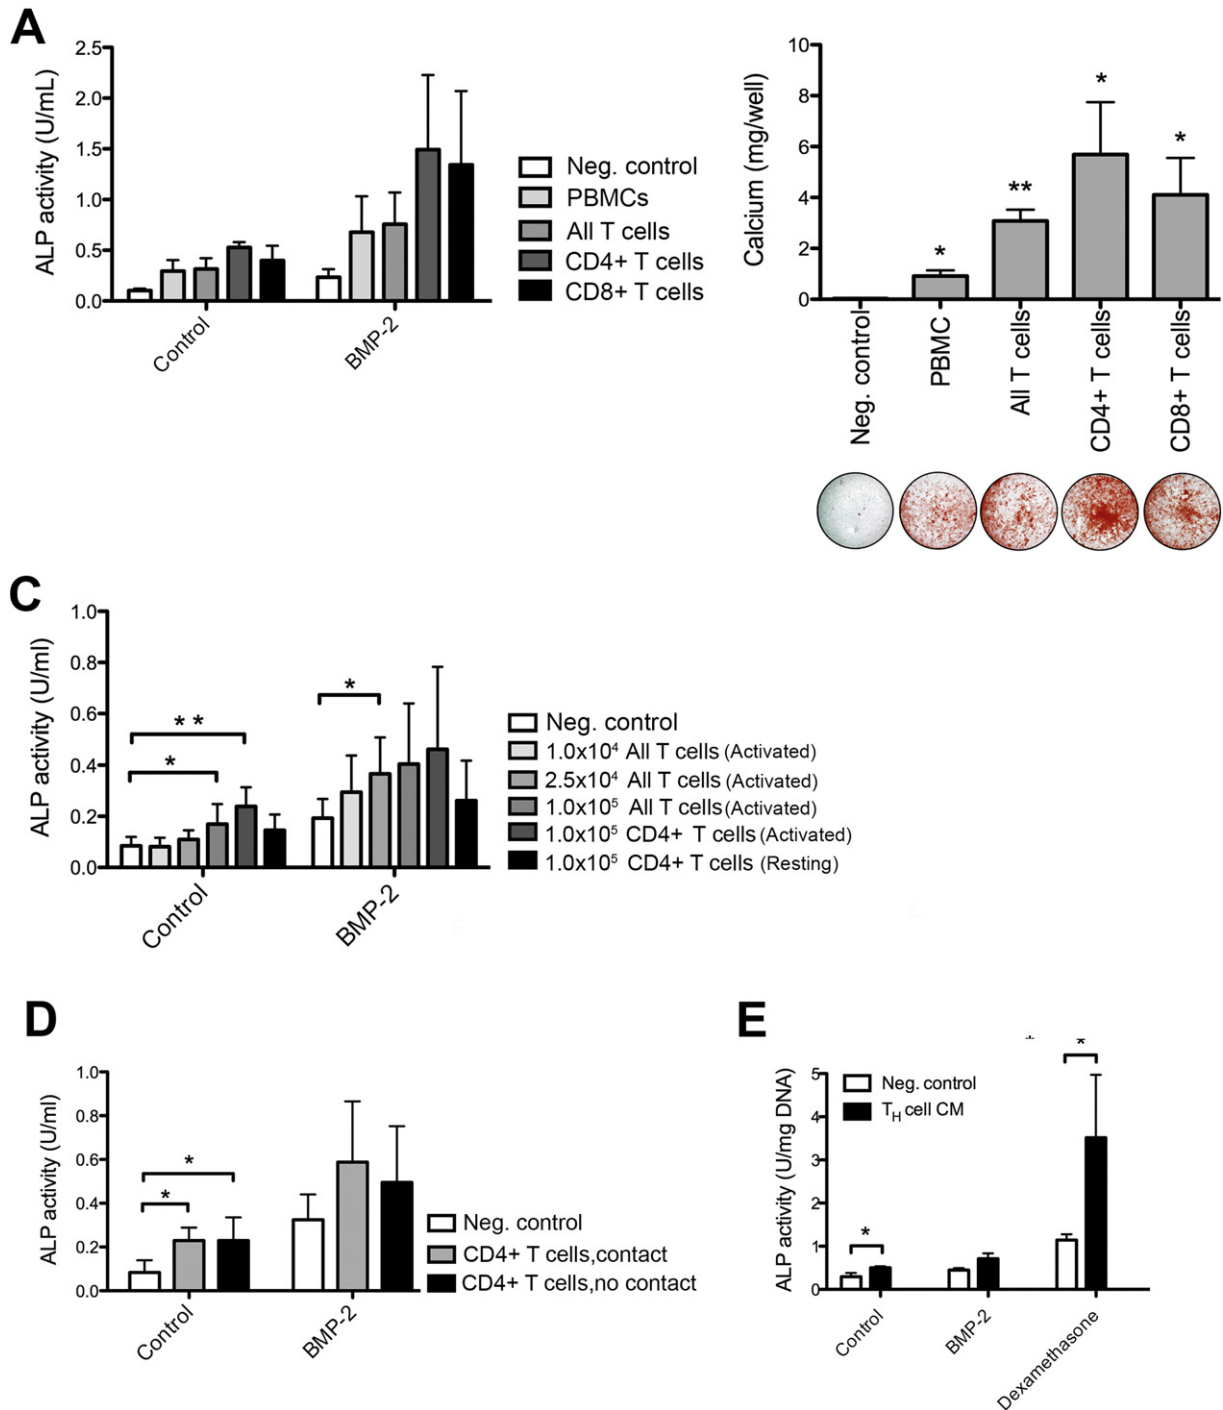 A
ALP activity (U/mL)
2.5
2.0
1.5
1.0
0.5
0.0
Control
BMP-2
Neg. control
PBMCs
All T cells
CD4+ T cells
CD8+ T cells
Calcium (mg/well)
10
8
6
4
2
0
*
**
*
*
Neg. control
PBMC
All T cells
CD4+ T cells
CD8+ T cells
C
ALP activity (U/ml)
1.0
0.8
0.6
0.4
0.2
0.0
* *
*
*
Control
BMP-2
Neg. control
1.0x10⁴ All T cells (Activated)
2.5x10⁴ All T cells (Activated)
1.0x10⁵ All T cells (Activated)
1.0x10⁵ CD4+ T cells (Activated)
1.0x10⁵ CD4+ T cells (Resting)
D
ALP activity (U/ml)
1.0
0.8
0.6
0.4
0.2
0.0
*
*
Control
BMP-2
Neg. control
CD4+ T cells,contact
CD4+ T cells,no contact
E
ALP activity (U/mg DNA)
5
4
3
2
1
0
Neg. control
T_H cell CM
*
*
Control
BMP-2
Dexamethasone